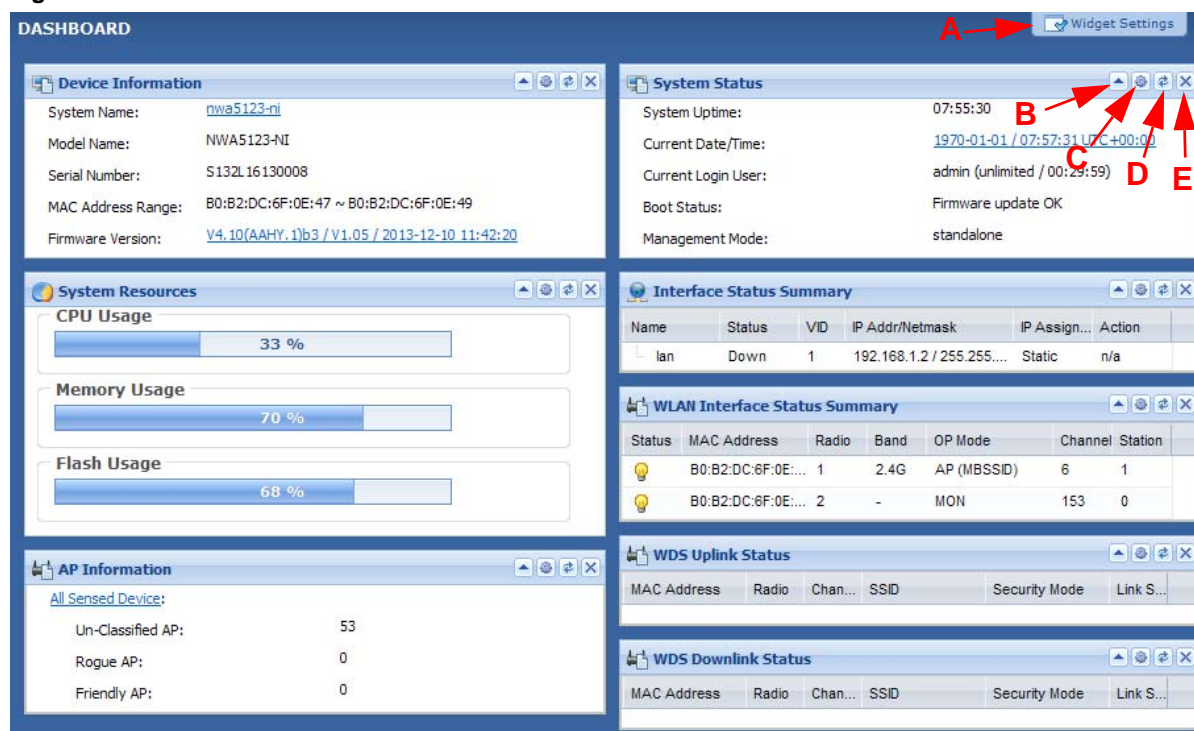 DASHBOARD
A
Widget Settings
Device Information
System Name: nwa5123-ni
Model Name: NWA5123-NI
Serial Number: S132L16130008
MAC Address Range: B0:B2:DC:6F:0E:47 ~ B0:B2:DC:6F:0E:49
Firmware Version: V4.10(AAHY.1)b3 / V1.05 / 2013-12-10 11:42:20
System Status
B
C
D
E
System Uptime: 07:55:30
Current Date/Time: 1970-01-01 / 07:57:31 UTC+00:00
Current Login User: admin (unlimited / 00:29:59)
Boot Status: Firmware update OK
Management Mode: standalone
System Resources
CPU Usage
33 %
Memory Usage
70 %
Flash Usage
68 %
Interface Status Summary
Name Status VID IP Addr/Netmask IP Assign... Action
lan Down 1 192.168.1.2 / 255.255.... Static n/a
WLAN Interface Status Summary
Status MAC Address Radio Band OP Mode Channel Station
B0:B2:DC:6F:0E:... 1 2.4G AP (MBSSID) 6 1
B0:B2:DC:6F:0E:... 2 - MON 153 0
AP Information
All Sensed Device:
Un-Classified AP: 53
Rogue AP: 0
Friendly AP: 0
WDS Uplink Status
MAC Address Radio Chan... SSID Security Mode Link S...
WDS Downlink Status
MAC Address Radio Chan... SSID Security Mode Link S...